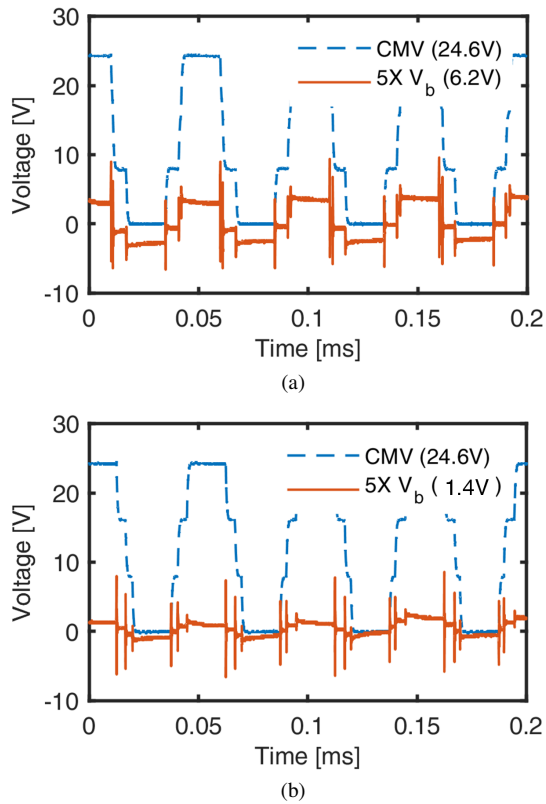 30
20
10
0
-10
Voltage [V]
CMV (24.6V)
5X Vb (6.2V)
0 0.05 0.1 0.15 0.2
Time [ms]
(a)
30
20
10
0
-10
Voltage [V]
CMV (24.6V)
5X Vb ( 1.4V )
0 0.05 0.1 0.15 0.2
Time [ms]
(b)